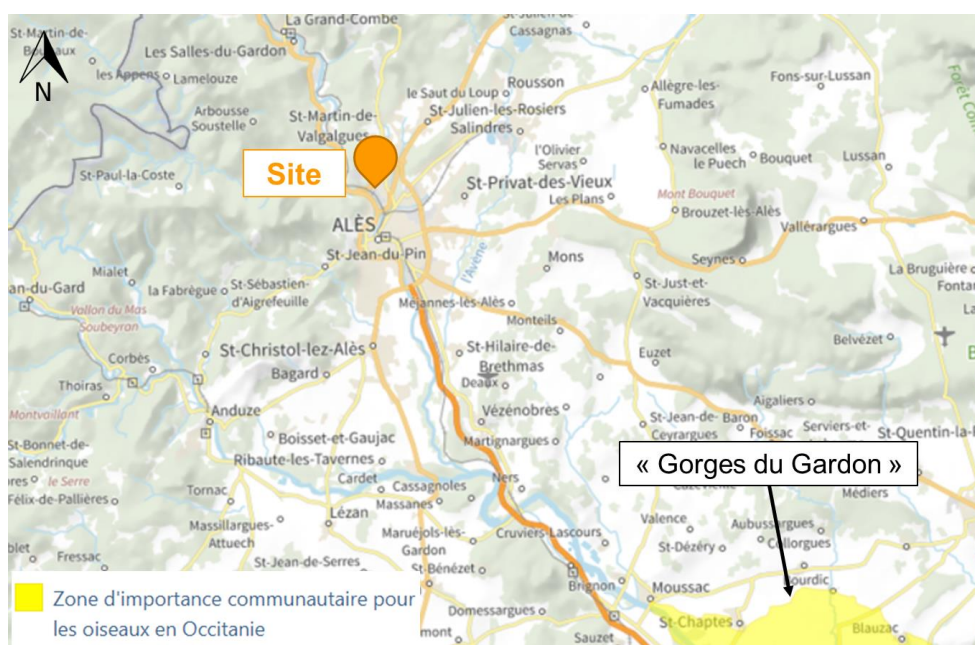 St-Martin-de-
La Grand-Combe
St-Julien-de-
Cassagnas
Les Salles-du-Gardon
les Appens
Lamelouze
N
le Saut du Loup
Rousson
Allègre-les-
Fumades
Fons-sur-Lussan
Arbousse
Soustelle
St-Martin-de-
Valgalgues
St-Julien-les-Rosiers
Salindres
l'Olivier
Servas
Navacelles
le Puech
Bouquet
Lussan
Site
St-Paul-la-Coste
St-Privat-des-Vieux
Les Plans
Mont Bouquet
Brouzet-lès-Alès
Vallérargues
ALÈS
St-Jean-du-Pin
l'Avène
Mons
Seynes
Mialet
la Fabrègue
St-Sébastien-
d'Aigrefeuille
St-Just-et-
Vacquières
La Bruguière
an-du-Gard
Vallon du Mas
Soubeyran
Méjannes-lès-Alès
Monteils
Belvézet
Corbès
St-Christol-lez-Alès
St-Hilaire-de-
Brethmas
Euzet
Thoiras
Bagard
Deaux
Aigaliers
Montvaillant
Anduze
Vézénobres
St-Jean-de-
Ceyrargues
Baron
Foissac
Serviers-et-
St-Quentin-la-
St-Bonnet-de-
Salendrinque
Boisset-et-Gaujac
Martignargues
« Gorges du Gardon »
le Serre
Ribaute-les-Tavernes
Cardet
Cassagnoles
Ners
Félix-de-Pallières
Tornac
Massanes
Médiers
Lézan
Massillargues-
Attuech
Maruéjols-lès-
Gardon
Cruviers-Lascours
Valence
Aubussargues
Collorgues
St-Dézéry
Fressac
St-Jean-de-Serres
St-Bénézet
Brignon
Moussac
Bourdic
Zone d'importance communautaire pour
les oiseaux en Occitanie
Domessargues
Sauzet
St-Chaptes
Blauzac